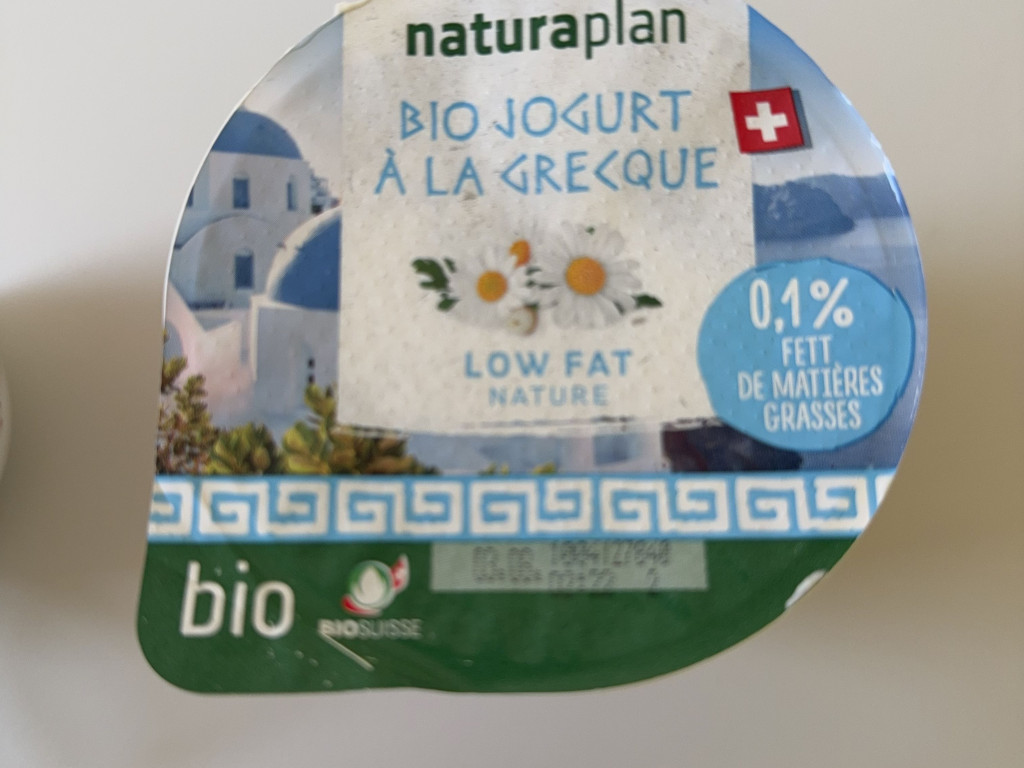 naturaplan
BIO JOGURT
À LA GRECQUE
LOW FAT
NATURE
0,1%
FETT
DE MATIÈRES
GRASSES
bio
BIOSUISSE